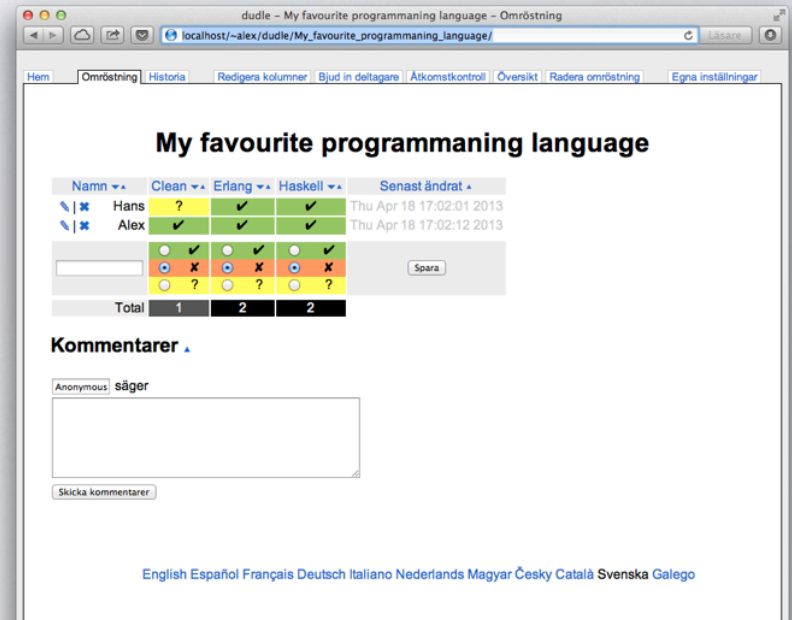 dudle – My favourite programmaning language – Omröstning
localhost/~alex/dudle/My_favourite_programmaning_language/ Läsare
Hem Omröstning Historia Redigera kolumner Bjud in deltagare Åtkomstkontroll Översikt Radera omröstning Egna inställningar
My favourite programmaning language
Namn Clean Erlang Haskell Senast ändrat
Hans ? ✔ ✔ Thu Apr 18 17:02:01 2013
Alex ✔ ✔ ✔ Thu Apr 18 17:02:12 2013
✔ ✔ ✔
✘ ✘ ✘ Spara
? ? ?
Total 1 2 2
Kommentarer
Anonymous säger
Skicka kommentarer
English Español Français Deutsch Italiano Nederlands Magyar Česky Català Svenska Galego